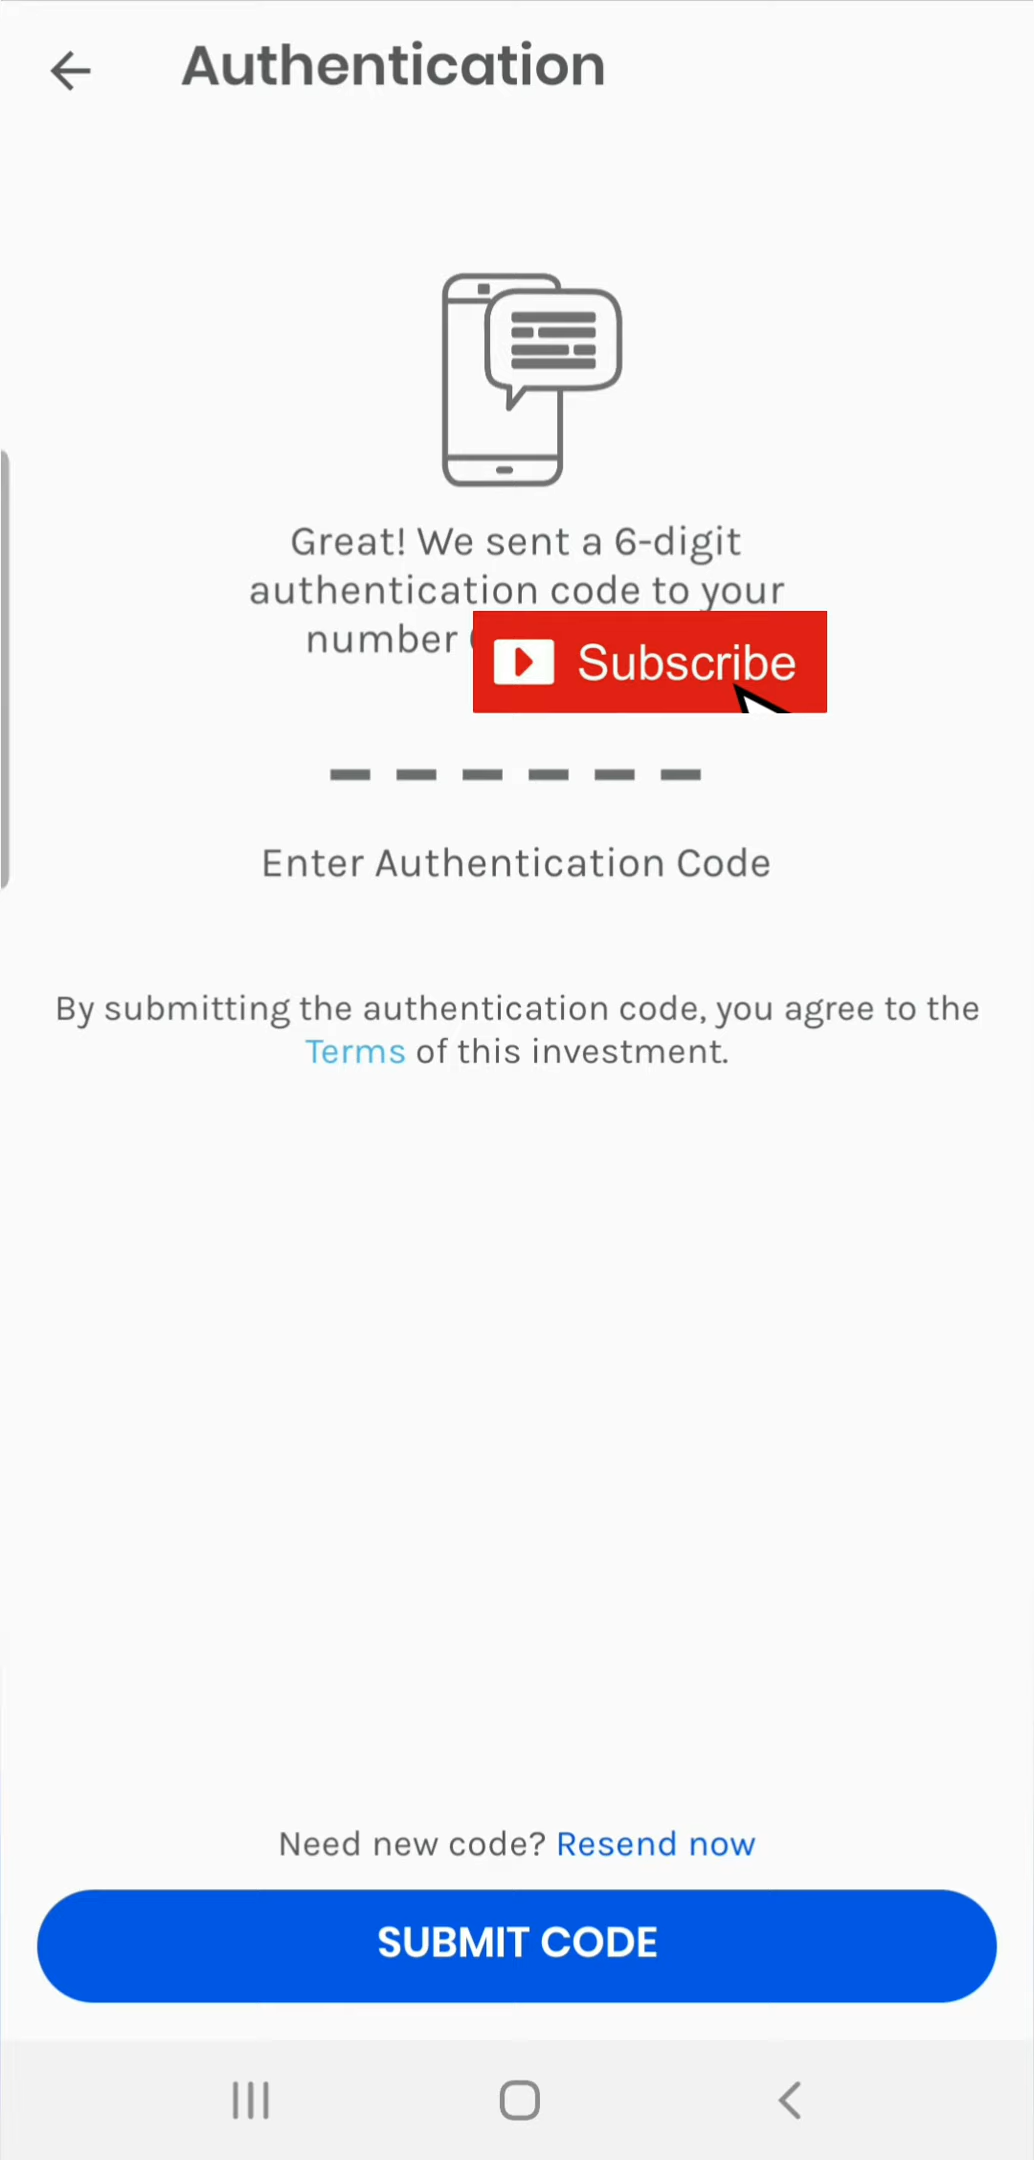 Authentication
Great! We sent a 6-digit
authentication code to your
number
Subscribe
Enter Authentication Code
By submitting the authentication code, you agree to the
Terms of this investment.
Need new code? Resend now
SUBMIT CODE